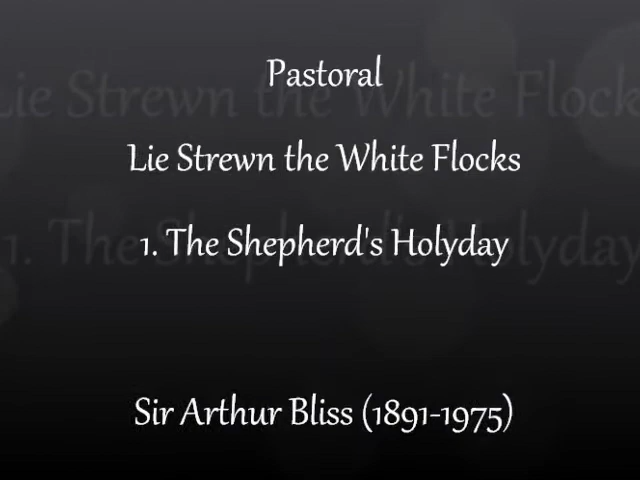 Pastoral
Lie Strewn the White Flocks
1. The Shepherd's Holyday
Sir Arthur Bliss (1891-1975)